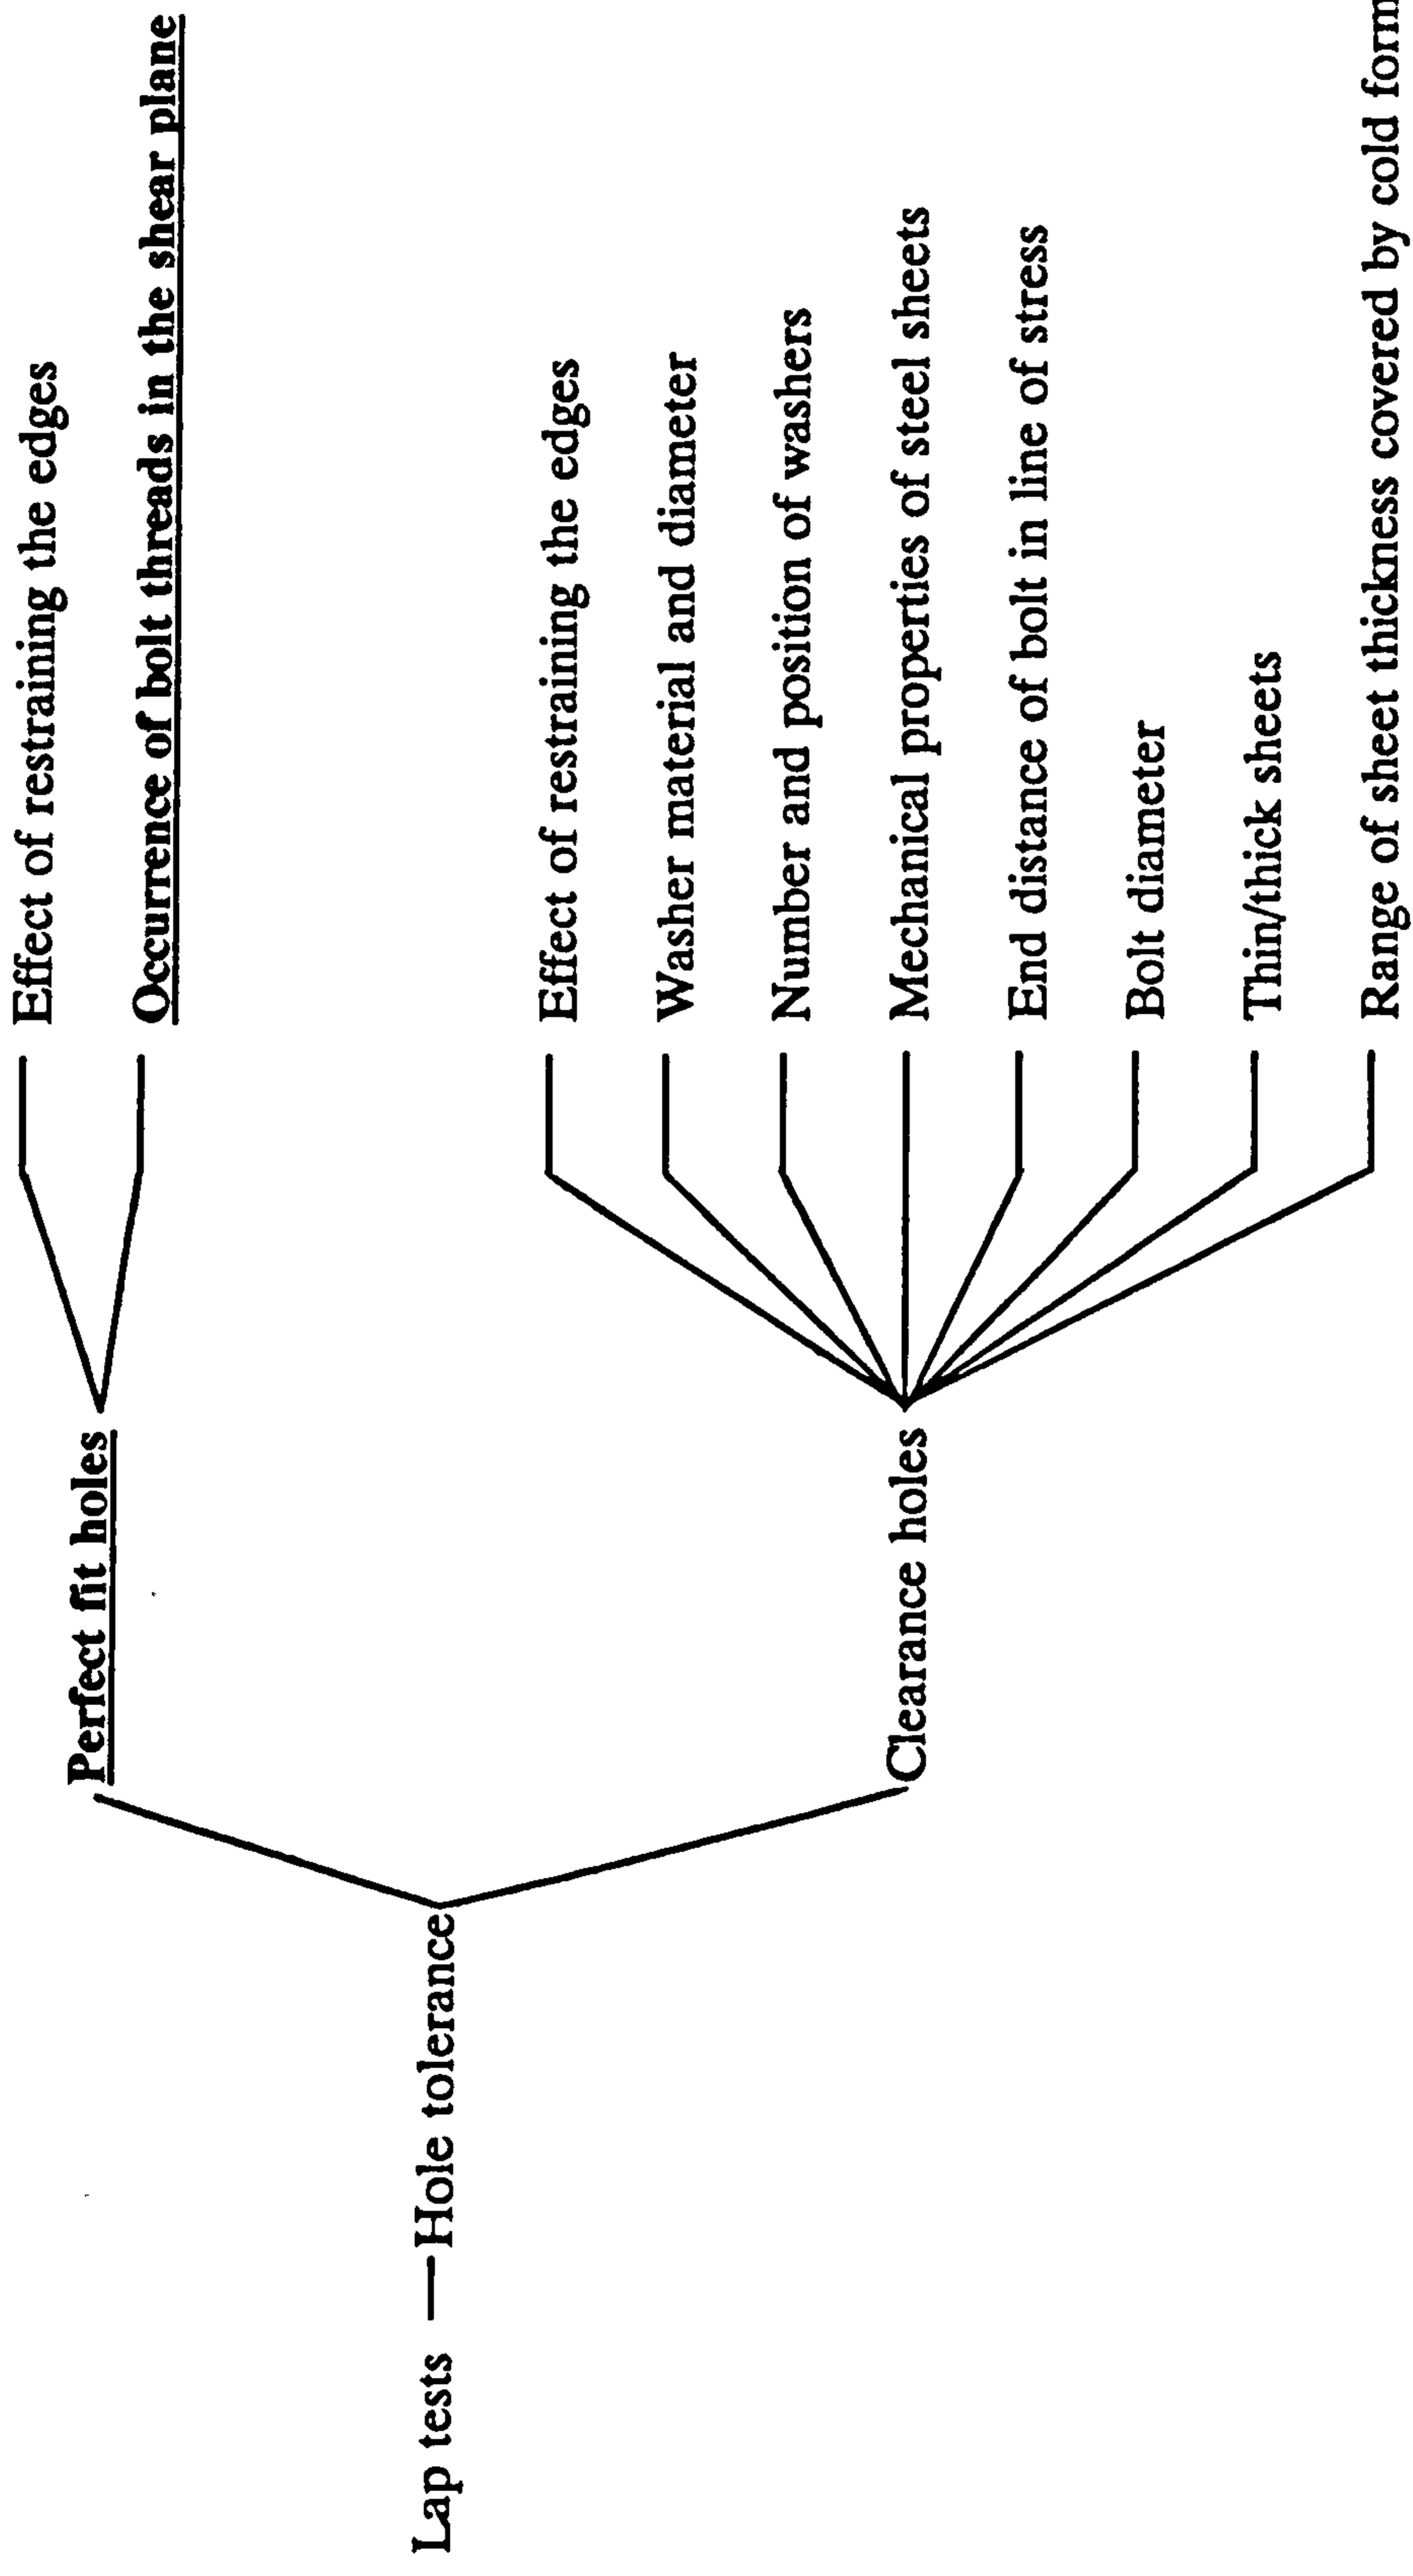 Lap tests
Hole tolerance
Perfect fit holes
Effect of restraining the edges
Occurrence of bolt threads in the shear plane
Clearance holes
Effect of restraining the edges
Washer material and diameter
Number and position of washers
Mechanical properties of steel sheets
End distance of bolt in line of stress
Bolt diameter
Thin/thick sheets
Range of sheet thickness covered by cold